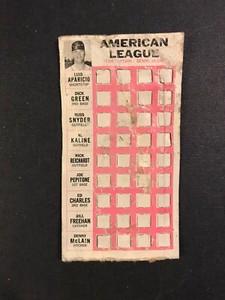 AMERICAN
LEAGUE
LUIS
APARICIO
SHORTSTOP
DICK
GREEN
2ND BASE
RUSS
SNYDER
OUTFIELD
AL
KALINE
OUTFIELD
RICK
REICHARDT
OUTFIELD
JOE
PEPITONE
1ST BASE
ED
CHARLES
3RD BASE
BILL
FREEHAN
CATCHER
DENNY
McLAIN
PITCHER